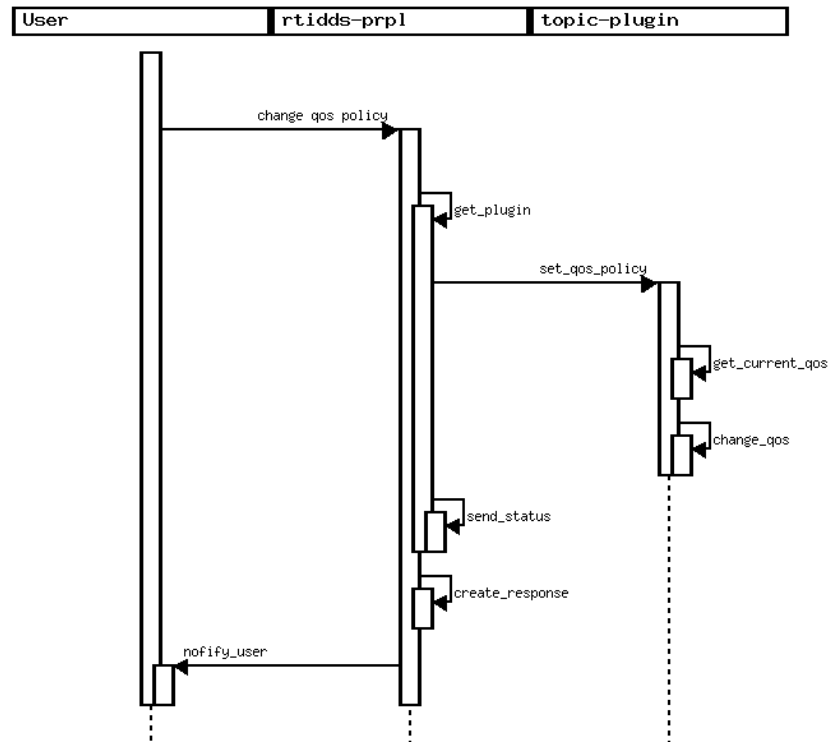 User rtidds-prpl topic-plugin
change qos policy
get_plugin
set_qos_policy
get_current_qos
change_qos
send_status
create_response
nofify_user